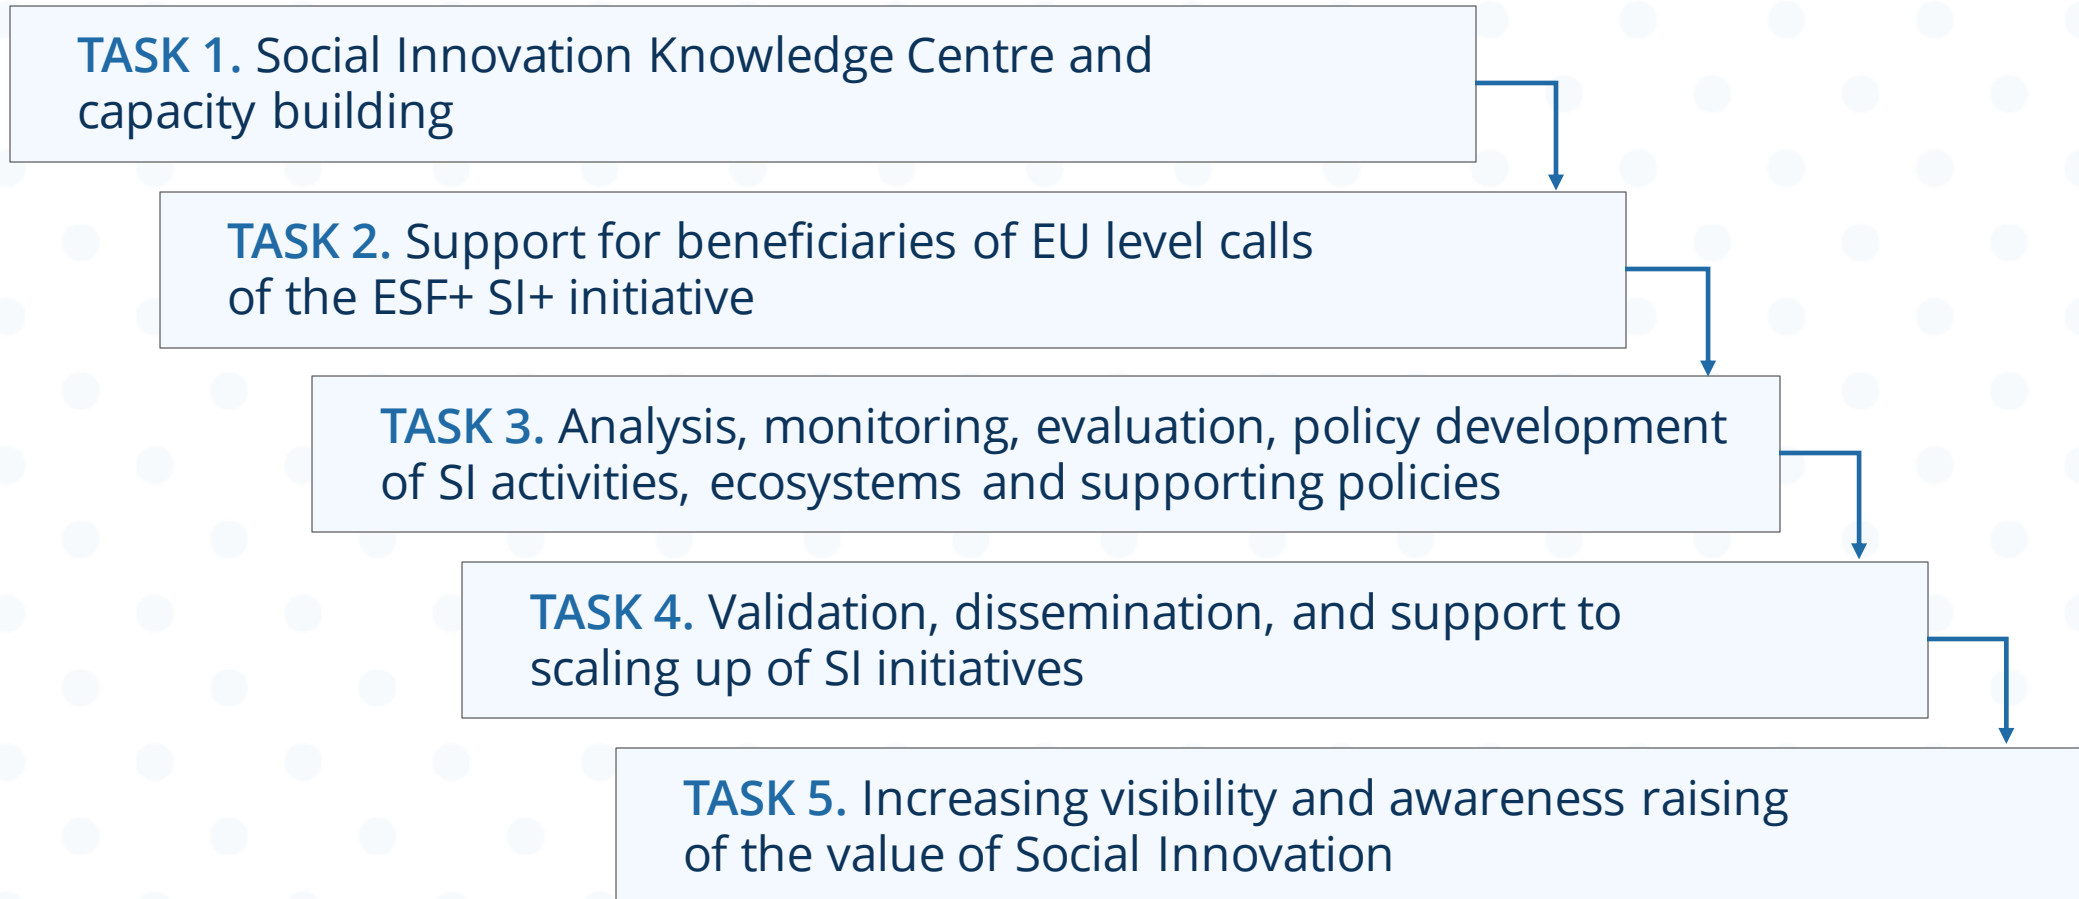 TASK 1. Social Innovation Knowledge Centre and
capacity building
TASK 2. Support for beneficiaries of EU level calls
of the ESF+ SI+ initiative
TASK 3. Analysis, monitoring, evaluation, policy development
of SI activities, ecosystems and supporting policies
TASK 4. Validation, dissemination, and support to
scaling up of SI initiatives
TASK 5. Increasing visibility and awareness raising
of the value of Social Innovation